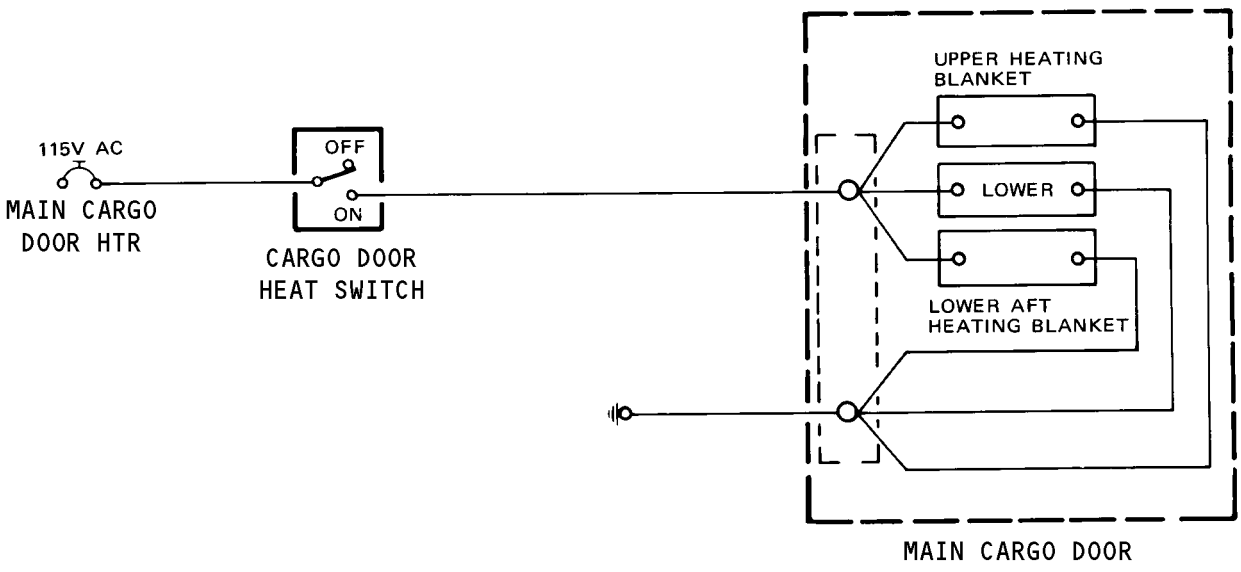 115V AC
MAIN CARGO
DOOR HTR
OFF
ON
CARGO DOOR
HEAT SWITCH
UPPER HEATING
BLANKET
LOWER
LOWER AFT
HEATING BLANKET
MAIN CARGO DOOR